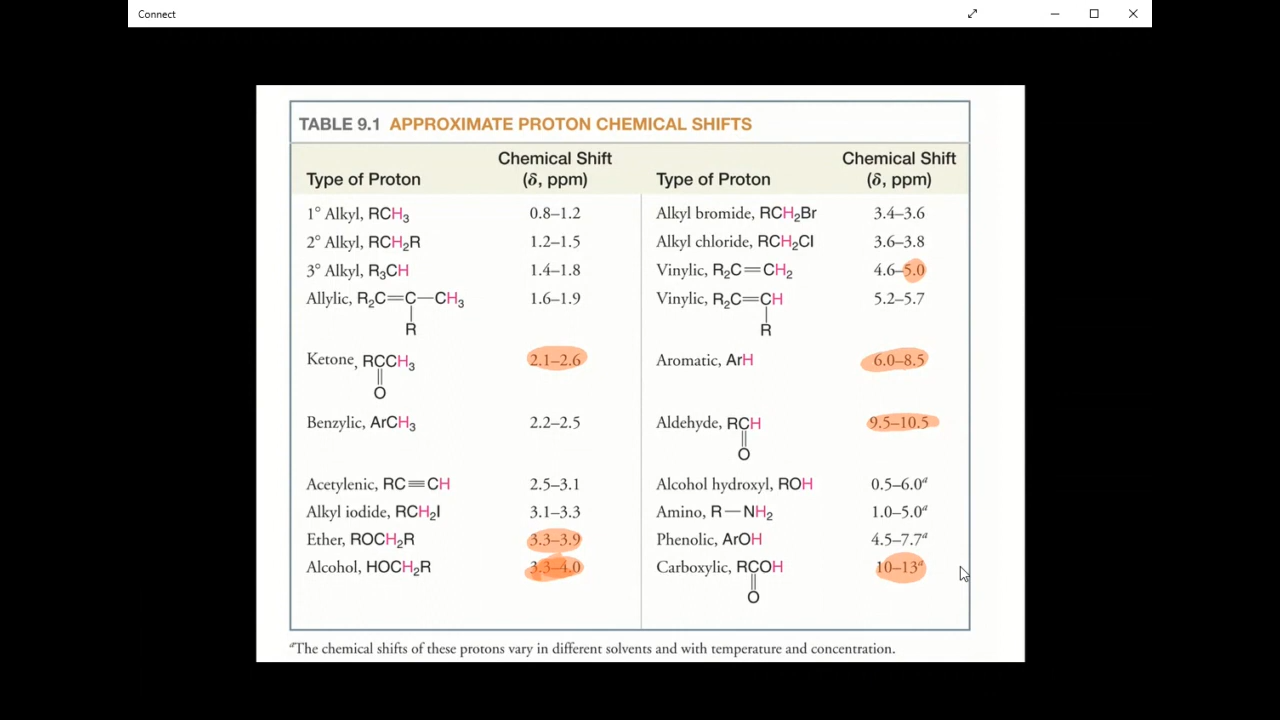 Connect
TABLE 9.1 APPROXIMATE PROTON CHEMICAL SHIFTS
Type of Proton Chemical Shift (δ, ppm) Type of Proton Chemical Shift (δ, ppm)
1° Alkyl, RCH₃ 0.8–1.2 Alkyl bromide, RCH₂Br 3.4–3.6
2° Alkyl, RCH₂R 1.2–1.5 Alkyl chloride, RCH₂Cl 3.6–3.8
3° Alkyl, R₃CH 1.4–1.8 Vinylic, R₂C=CH₂ 4.6–5.0
Allylic, R₂C=C—CH₃ 1.6–1.9 Vinylic, R₂C=CH 5.2–5.7
R R
Ketone, RCCH₃ 2.1–2.6 Aromatic, ArH 6.0–8.5
O
Benzylic, ArCH₃ 2.2–2.5 Aldehyde, RCH 9.5–10.5
O
Acetylenic, RC≡CH 2.5–3.1 Alcohol hydroxyl, ROH 0.5–6.0ᵃ
Alkyl iodide, RCH₂I 3.1–3.3 Amino, R—NH₂ 1.0–5.0ᵃ
Ether, ROCH₂R 3.3–3.9 Phenolic, ArOH 4.5–7.7ᵃ
Alcohol, HOCH₂R 3.3–4.0 Carboxylic, RCOH 10–13ᵃ
O
ᵃThe chemical shifts of these protons vary in different solvents and with temperature and concentration.